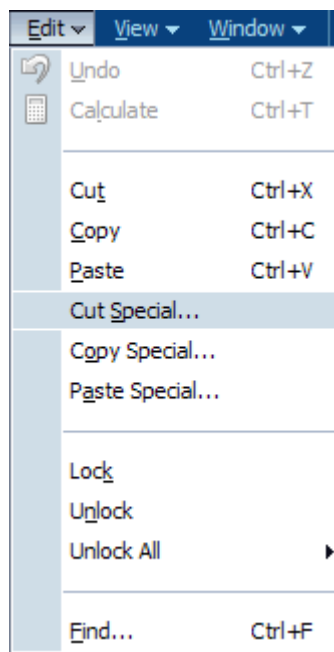 Edit View Window
Undo Ctrl+Z
Calculate Ctrl+T
Cut Ctrl+X
Copy Ctrl+C
Paste Ctrl+V
Cut Special...
Copy Special...
Paste Special...
Lock
Unlock
Unlock All
Find... Ctrl+F